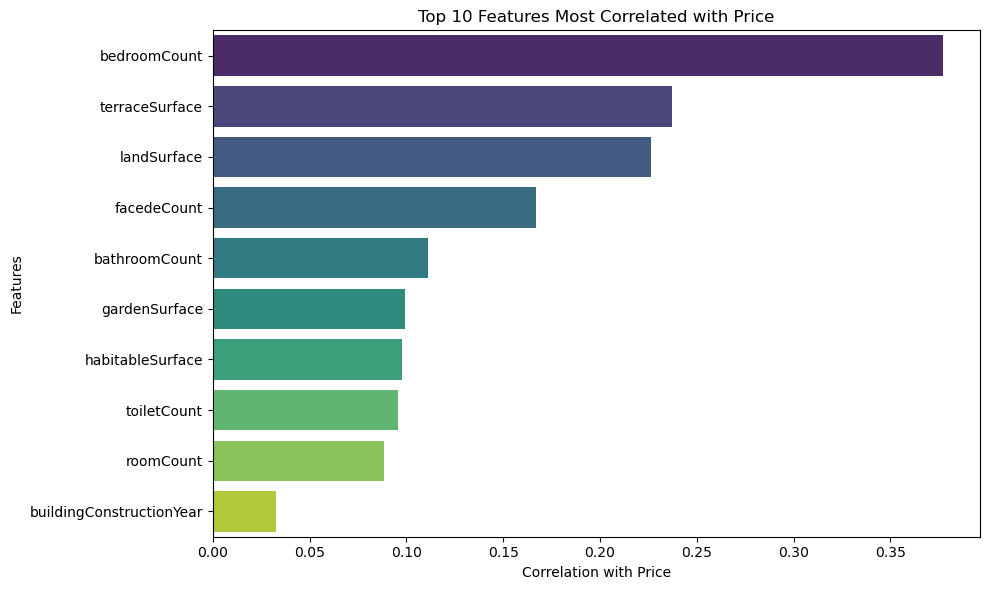 Top 10 Features Most Correlated with Price
Features
bedroomCount
terraceSurface
landSurface
facedeCount
bathroomCount
gardenSurface
habitableSurface
toiletCount
roomCount
buildingConstructionYear
0.00 0.05 0.10 0.15 0.20 0.25 0.30 0.35
Correlation with Price